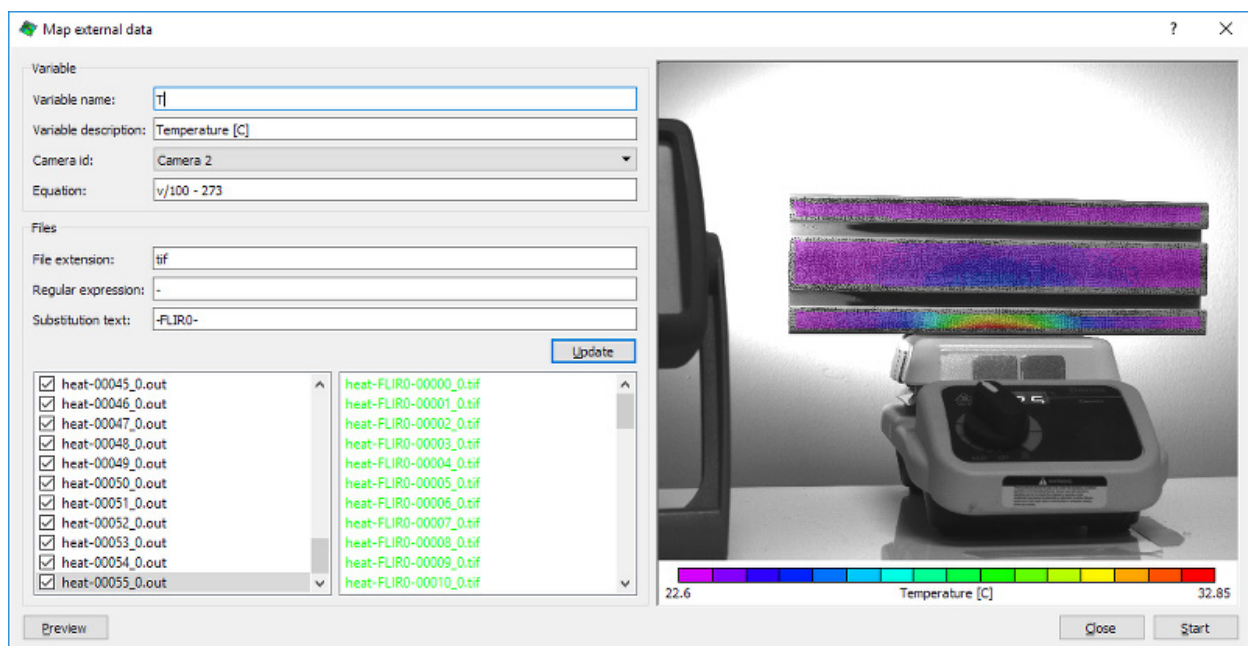 Map external data
?
Variable
Variable name: T
Variable description: Temperature [C]
Camera id: Camera 2
Equation: v/100 - 273
Files
File extension: tif
Regular expression: -
Substitution text: -FLIR0-
Update
heat-00045_0.out
heat-00046_0.out
heat-00047_0.out
heat-00048_0.out
heat-00049_0.out
heat-00050_0.out
heat-00051_0.out
heat-00052_0.out
heat-00053_0.out
heat-00054_0.out
heat-00055_0.out
heat-FLIR0-00000_0.tif
heat-FLIR0-00001_0.tif
heat-FLIR0-00002_0.tif
heat-FLIR0-00003_0.tif
heat-FLIR0-00004_0.tif
heat-FLIR0-00005_0.tif
heat-FLIR0-00006_0.tif
heat-FLIR0-00007_0.tif
heat-FLIR0-00008_0.tif
heat-FLIR0-00009_0.tif
heat-FLIR0-00010_0.tif
WARNING
22.6 Temperature [C] 32.85
Preview
Close Start